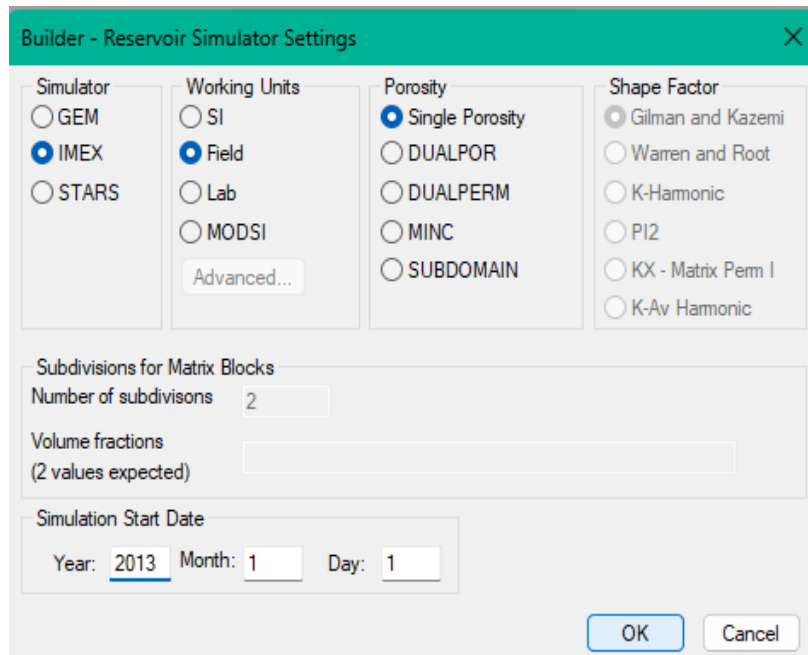 Builder - Reservoir Simulator Settings
Simulator
GEM
IMEX
STARS
Working Units
SI
Field
Lab
MODSI
Advanced...
Porosity
Single Porosity
DUALPOR
DUALPERM
MINC
SUBDOMAIN
Shape Factor
Gilman and Kazemi
Warren and Root
K-Harmonic
PI2
KX - Matrix Perm I
K-Av Harmonic
Subdivisions for Matrix Blocks
Number of subdivisons 2
Volume fractions
(2 values expected)
Simulation Start Date
Year: 2013 Month: 1 Day: 1
OK Cancel